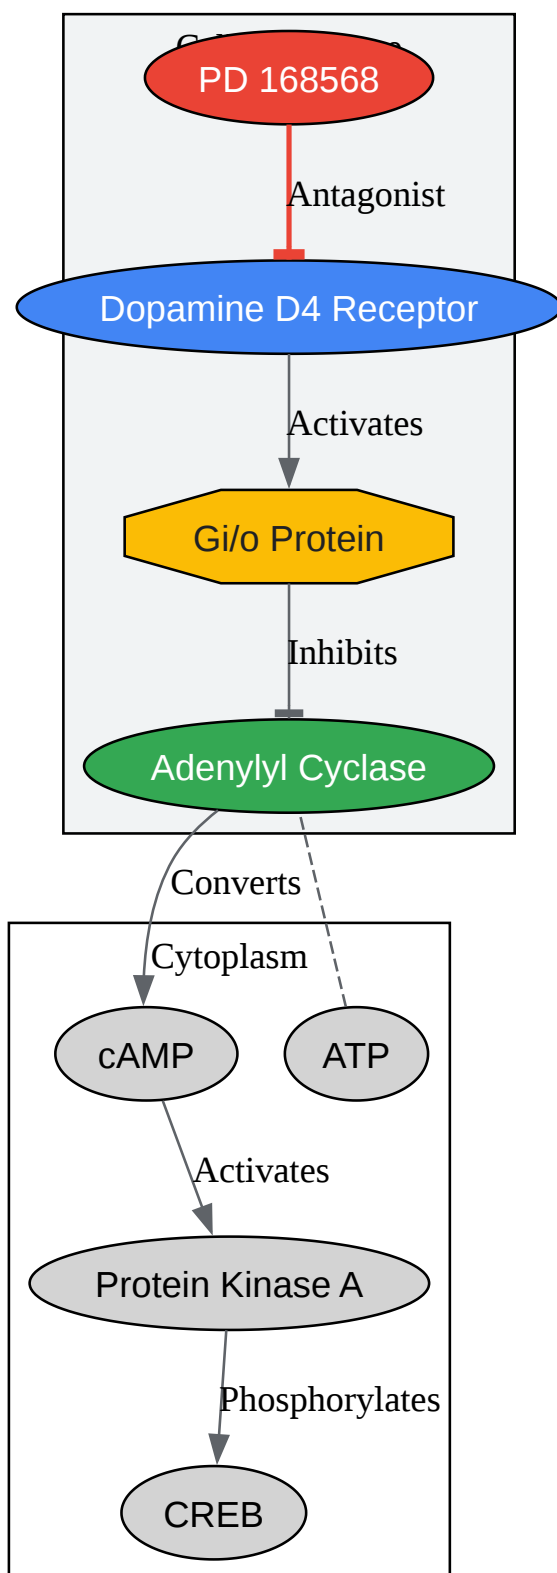 PD 168568
Antagonist
Dopamine D4 Receptor
Activates
Gi/o Protein
Inhibits
Adenylyl Cyclase
Converts
Cytoplasm
cAMP
ATP
Activates
Protein Kinase A
Phosphorylates
CREB